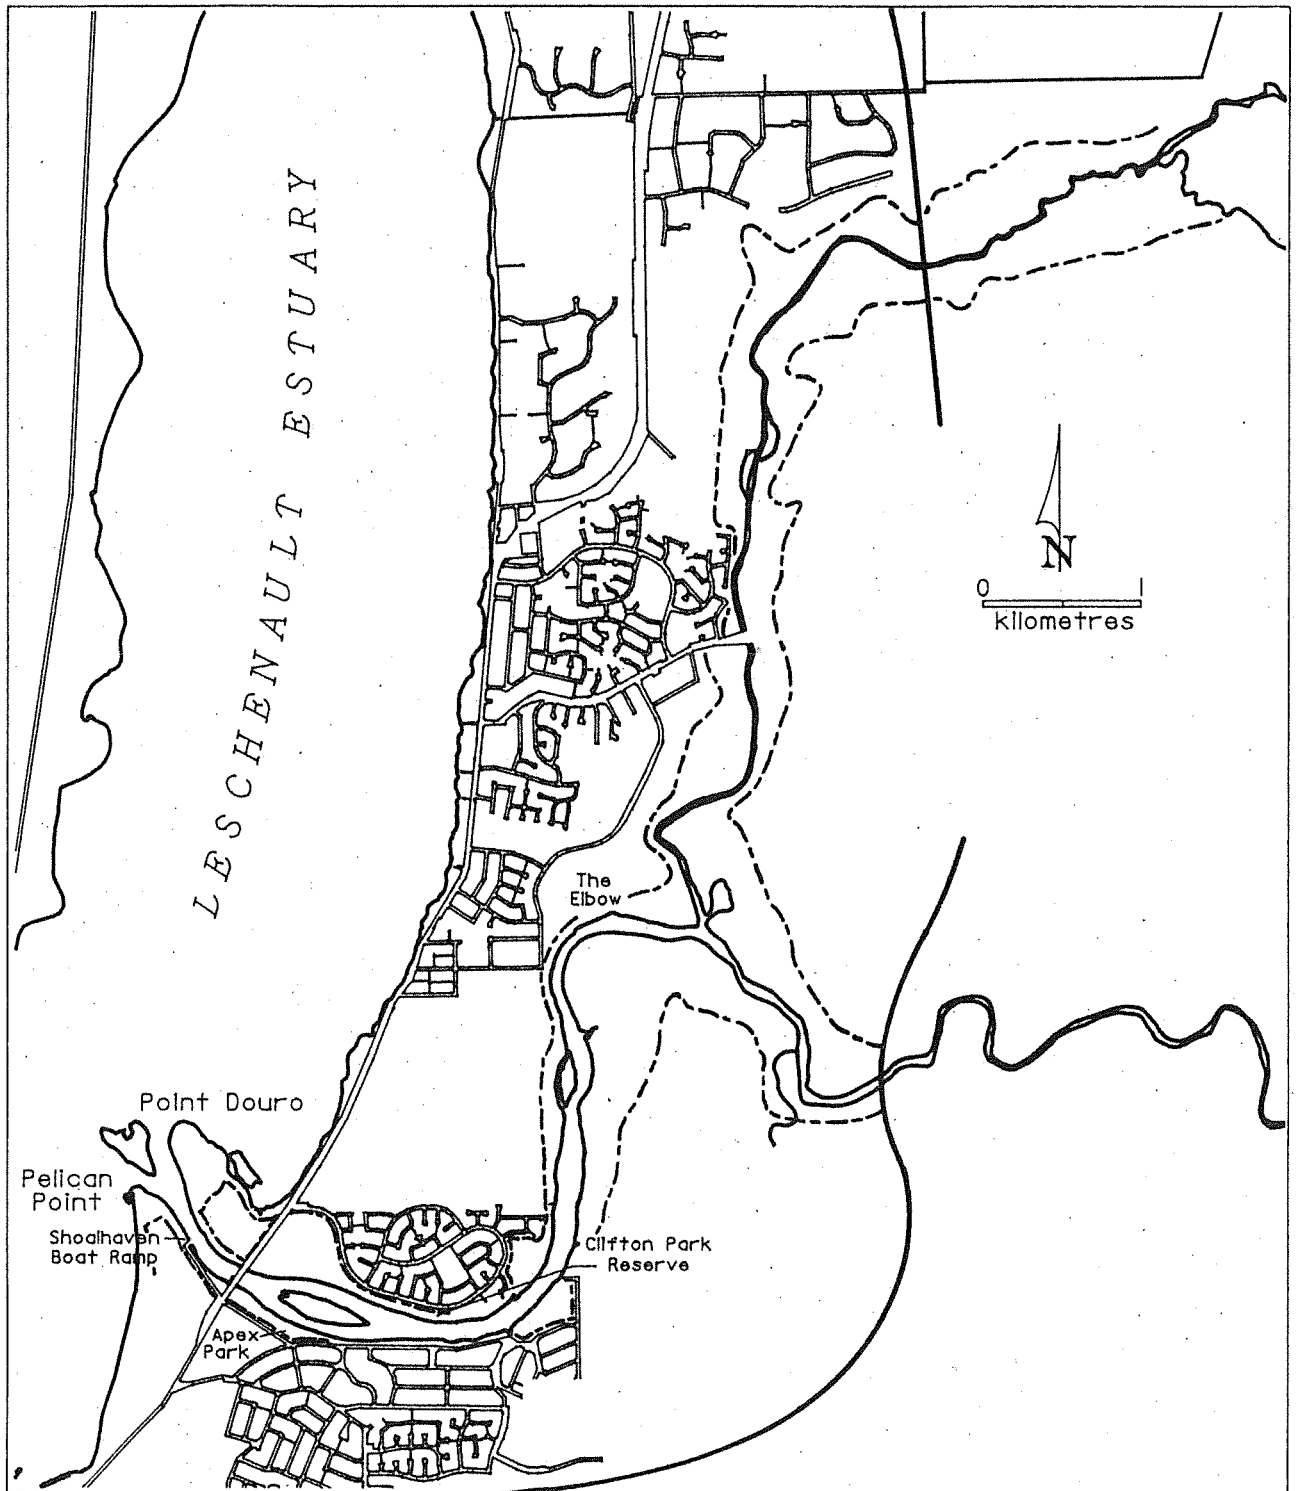 LESCHENAULT ESTUARY
N
0 1
kilometres
The
Elbow
Point Douro
Pelican
Point
Shoalhaven
Boat Ramp
Clifton Park
Reserve
Apex
Park